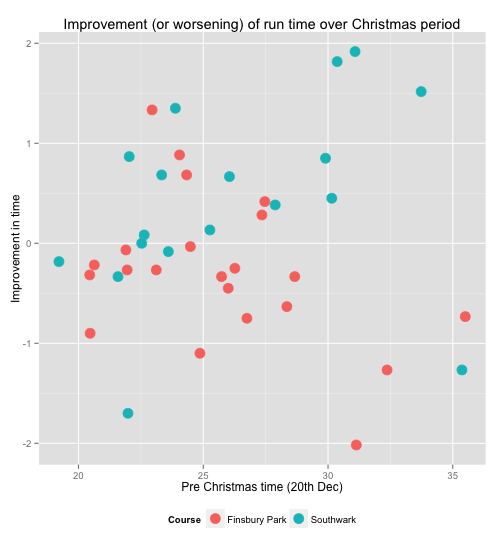 Improvement (or worsening) of run time over Christmas period
Improvement in time
2
1
0
-1
-2
20 25 30 35
Pre Christmas time (20th Dec)
Course Finsbury Park Southwark